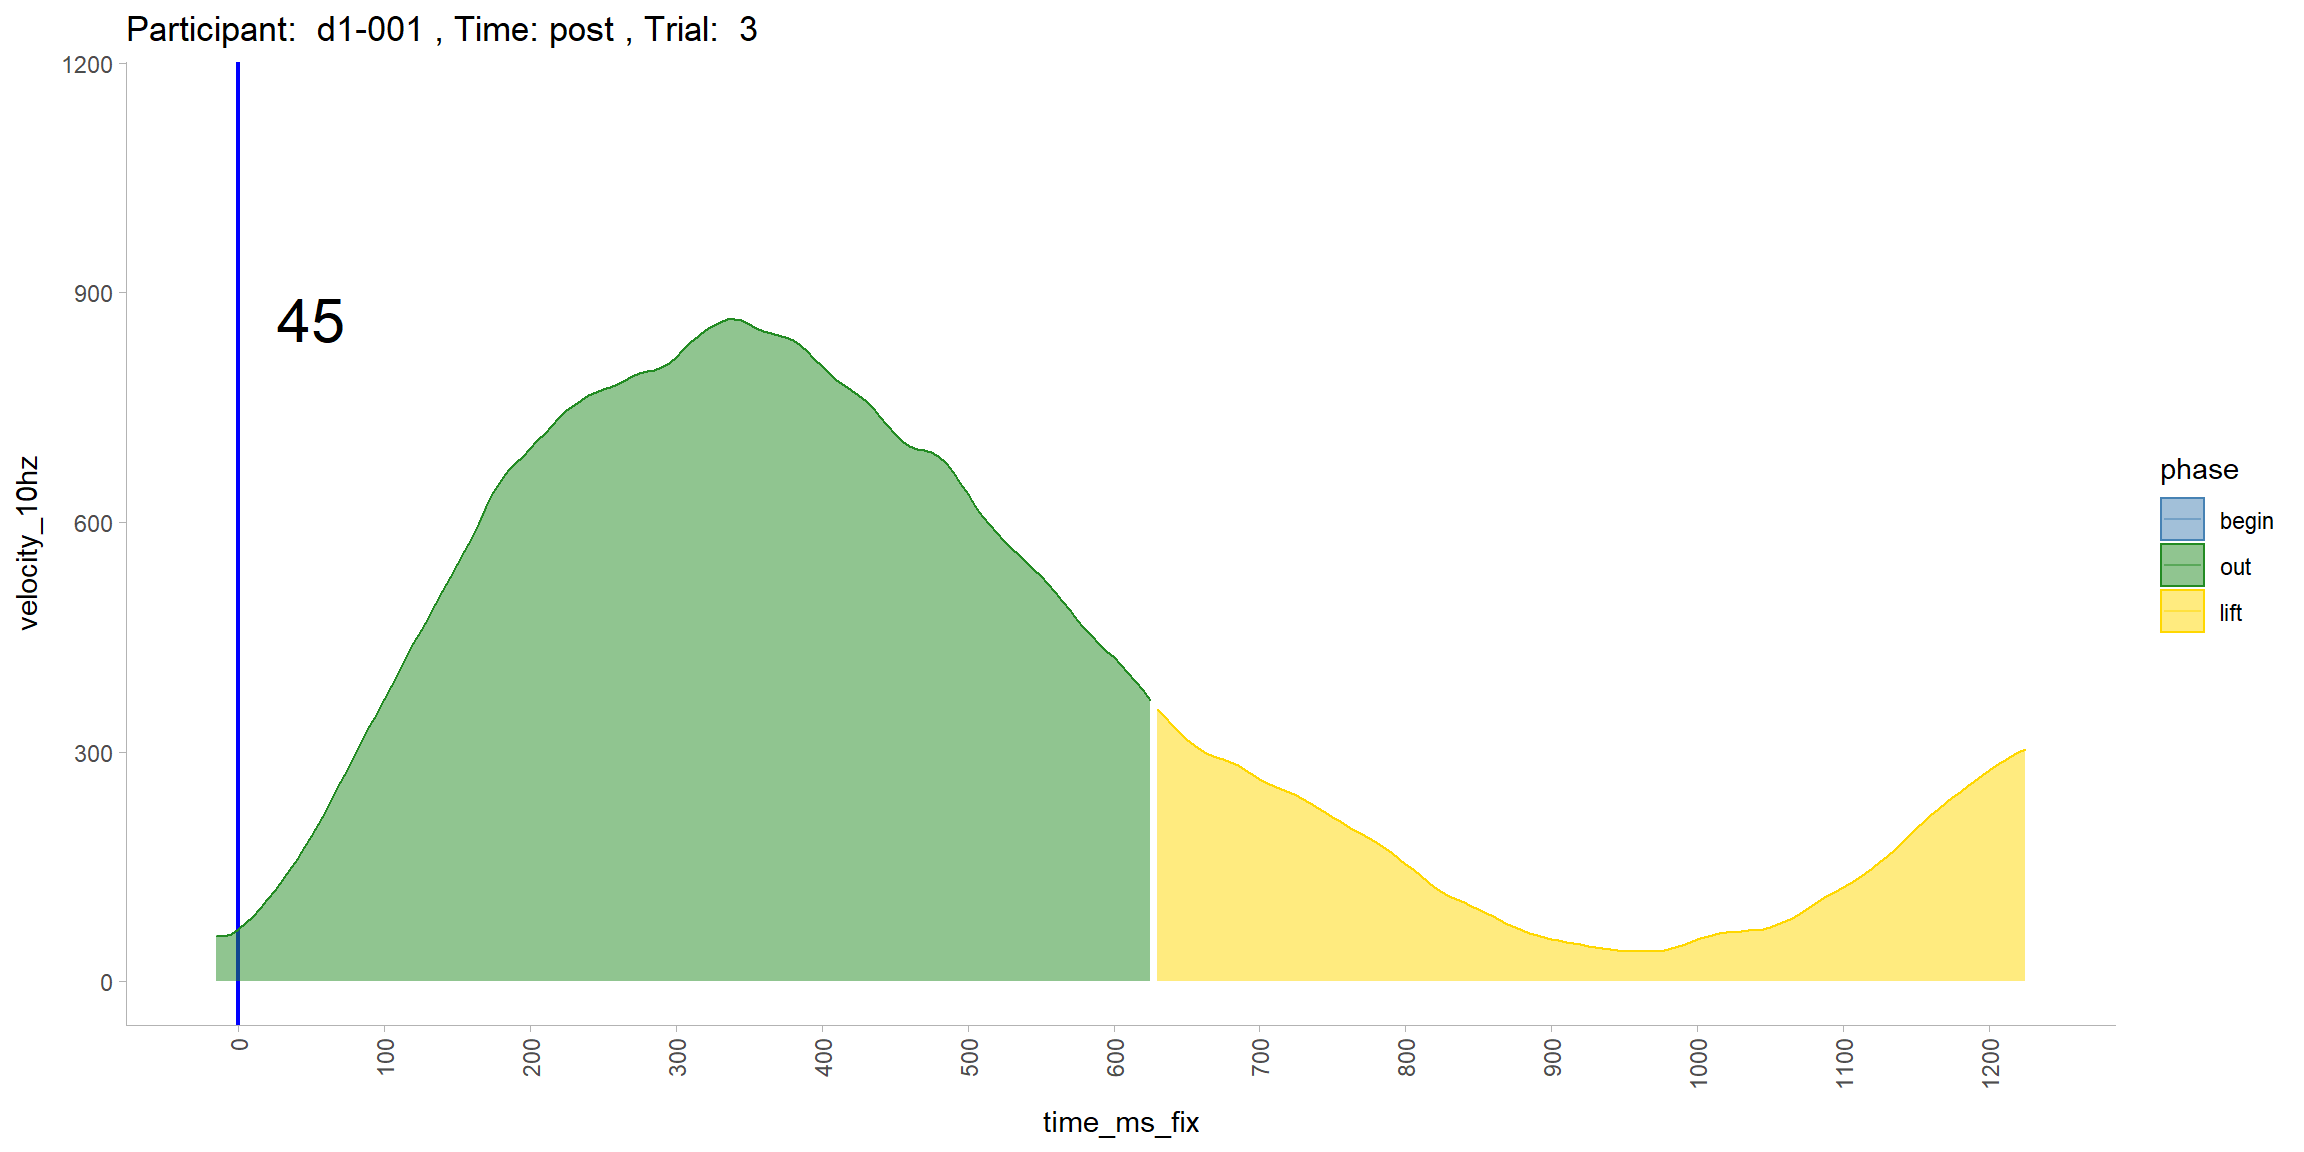 Participant:  d1-001 , Time: post , Trial:  3
1200
900
600
300
0
velocity_10hz
45
0 100 200 300 400 500 600 700 800 900 1000 1100 1200
time_ms_fix
phase
begin
out
lift